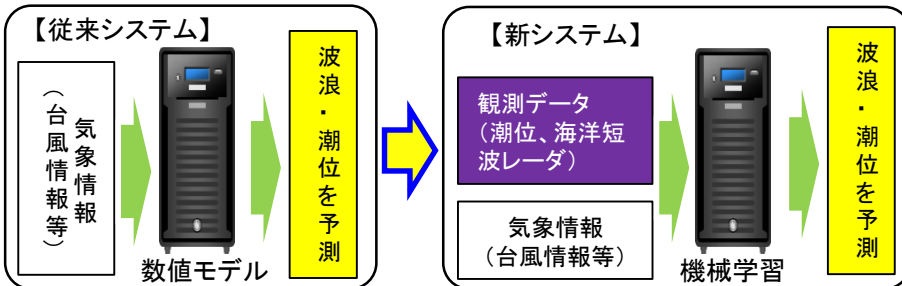 【従来システム】
気象情報
（台風情報等）
数値モデル
波浪・潮位を予測
【新システム】
観測データ
（潮位、海洋短
波レーダ）
気象情報
（台風情報等）
機械学習
波浪・潮位を予測